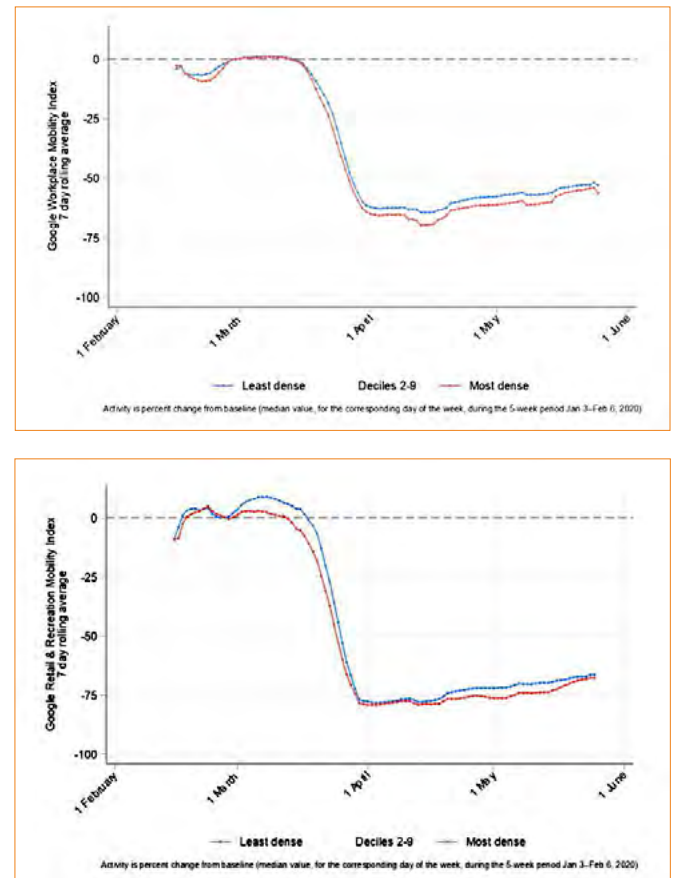 Google Workplace Mobility Index
7 day rolling average
0
-25
-50
-75
-100
1 February
1 March
1 April
1 May
1 June
Least dense Deciles 2-9 Most dense
Activity is percent change from baseline (median value, for the corresponding day of the week, during the 5-week period Jan 3–Feb 6, 2020)
Google Retail & Recreation Mobility Index
7 day rolling average
0
-25
-50
-75
-100
1 February
1 March
1 April
1 May
1 June
Least dense Deciles 2-9 Most dense
Activity is percent change from baseline (median value, for the corresponding day of the week, during the 5-week period Jan 3–Feb 6, 2020)